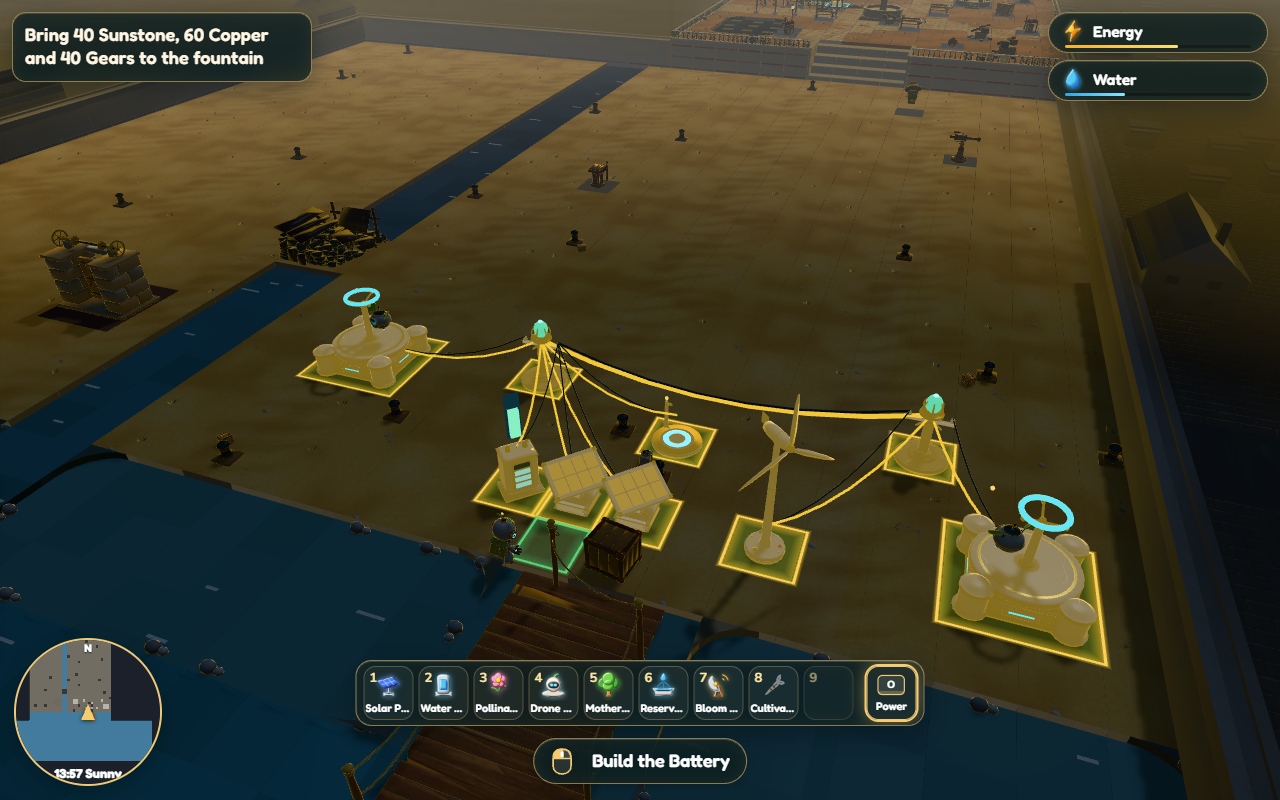 Bring 40 Sunstone, 60 Copper
and 40 Gears to the fountain
Energy
Water
N
13:57 Sunny
1
Solar P...
2
Water ...
3
Pollina...
4
Drone ...
5
Mother...
6
Reserv...
7
Bloom ...
8
Cultiva...
9
O
Power
Build the Battery